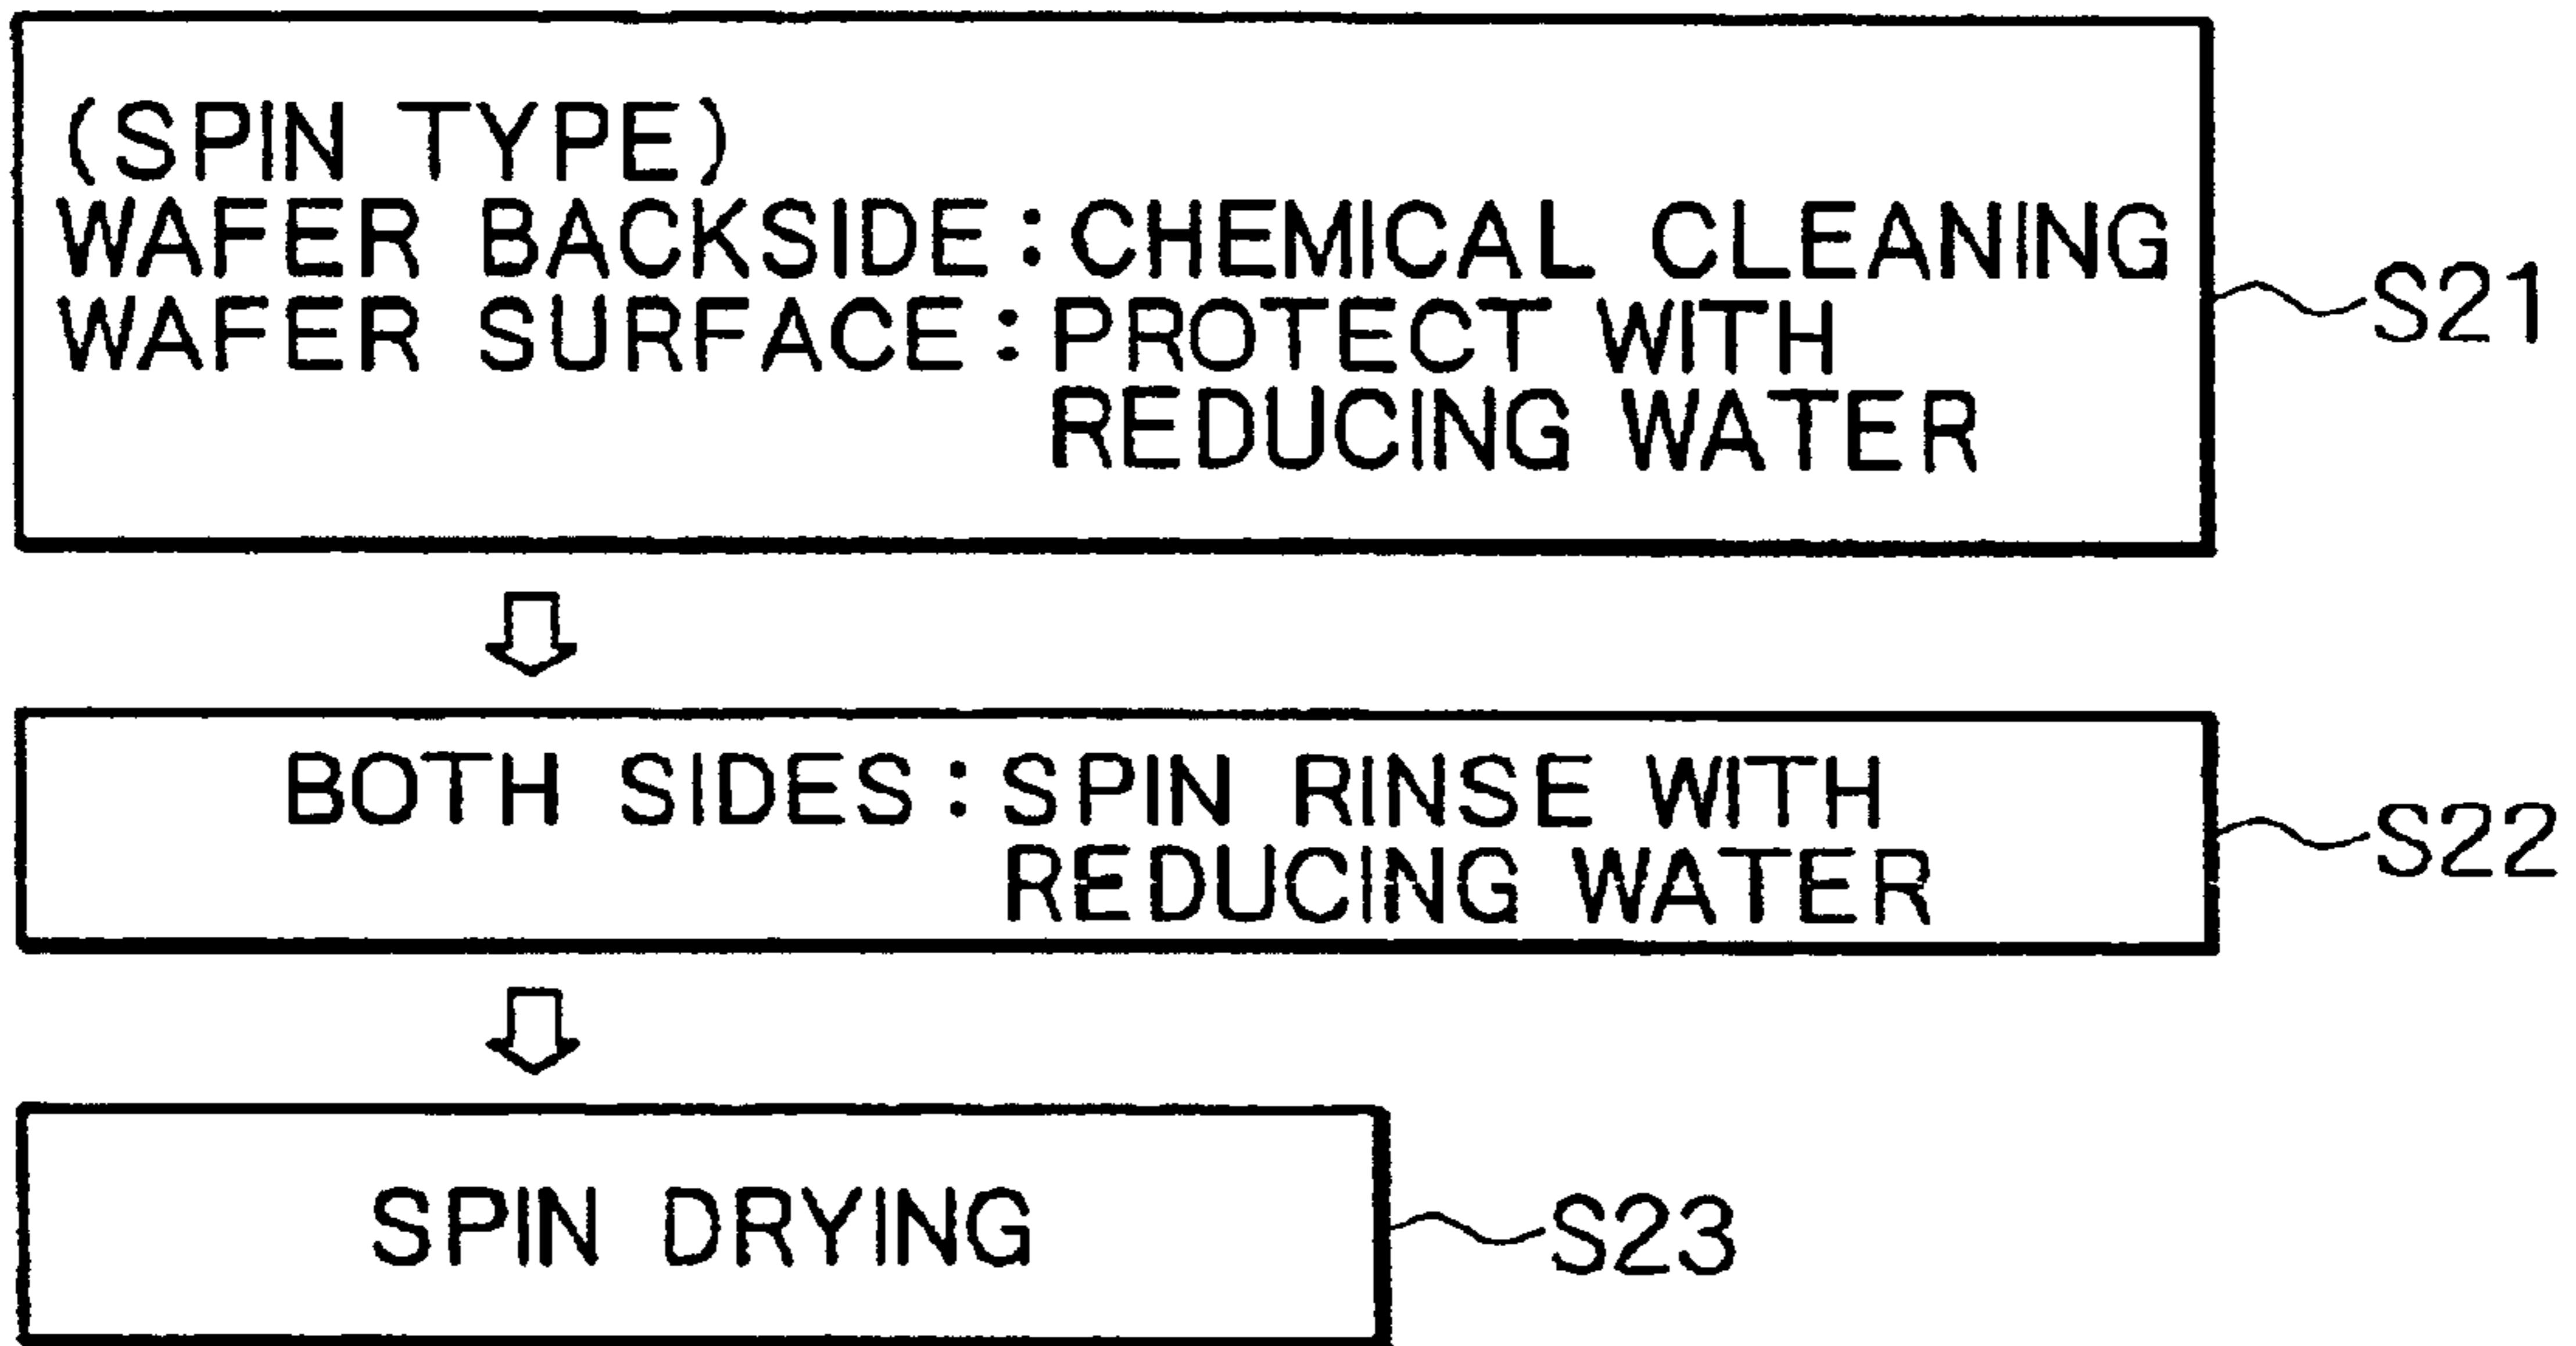 (SPIN TYPE)
WAFER BACKSIDE: CHEMICAL CLEANING
WAFER SURFACE: PROTECT WITH
REDUCING WATER
S21
BOTH SIDES: SPIN RINSE WITH
REDUCING WATER
S22
SPIN DRYING
S23